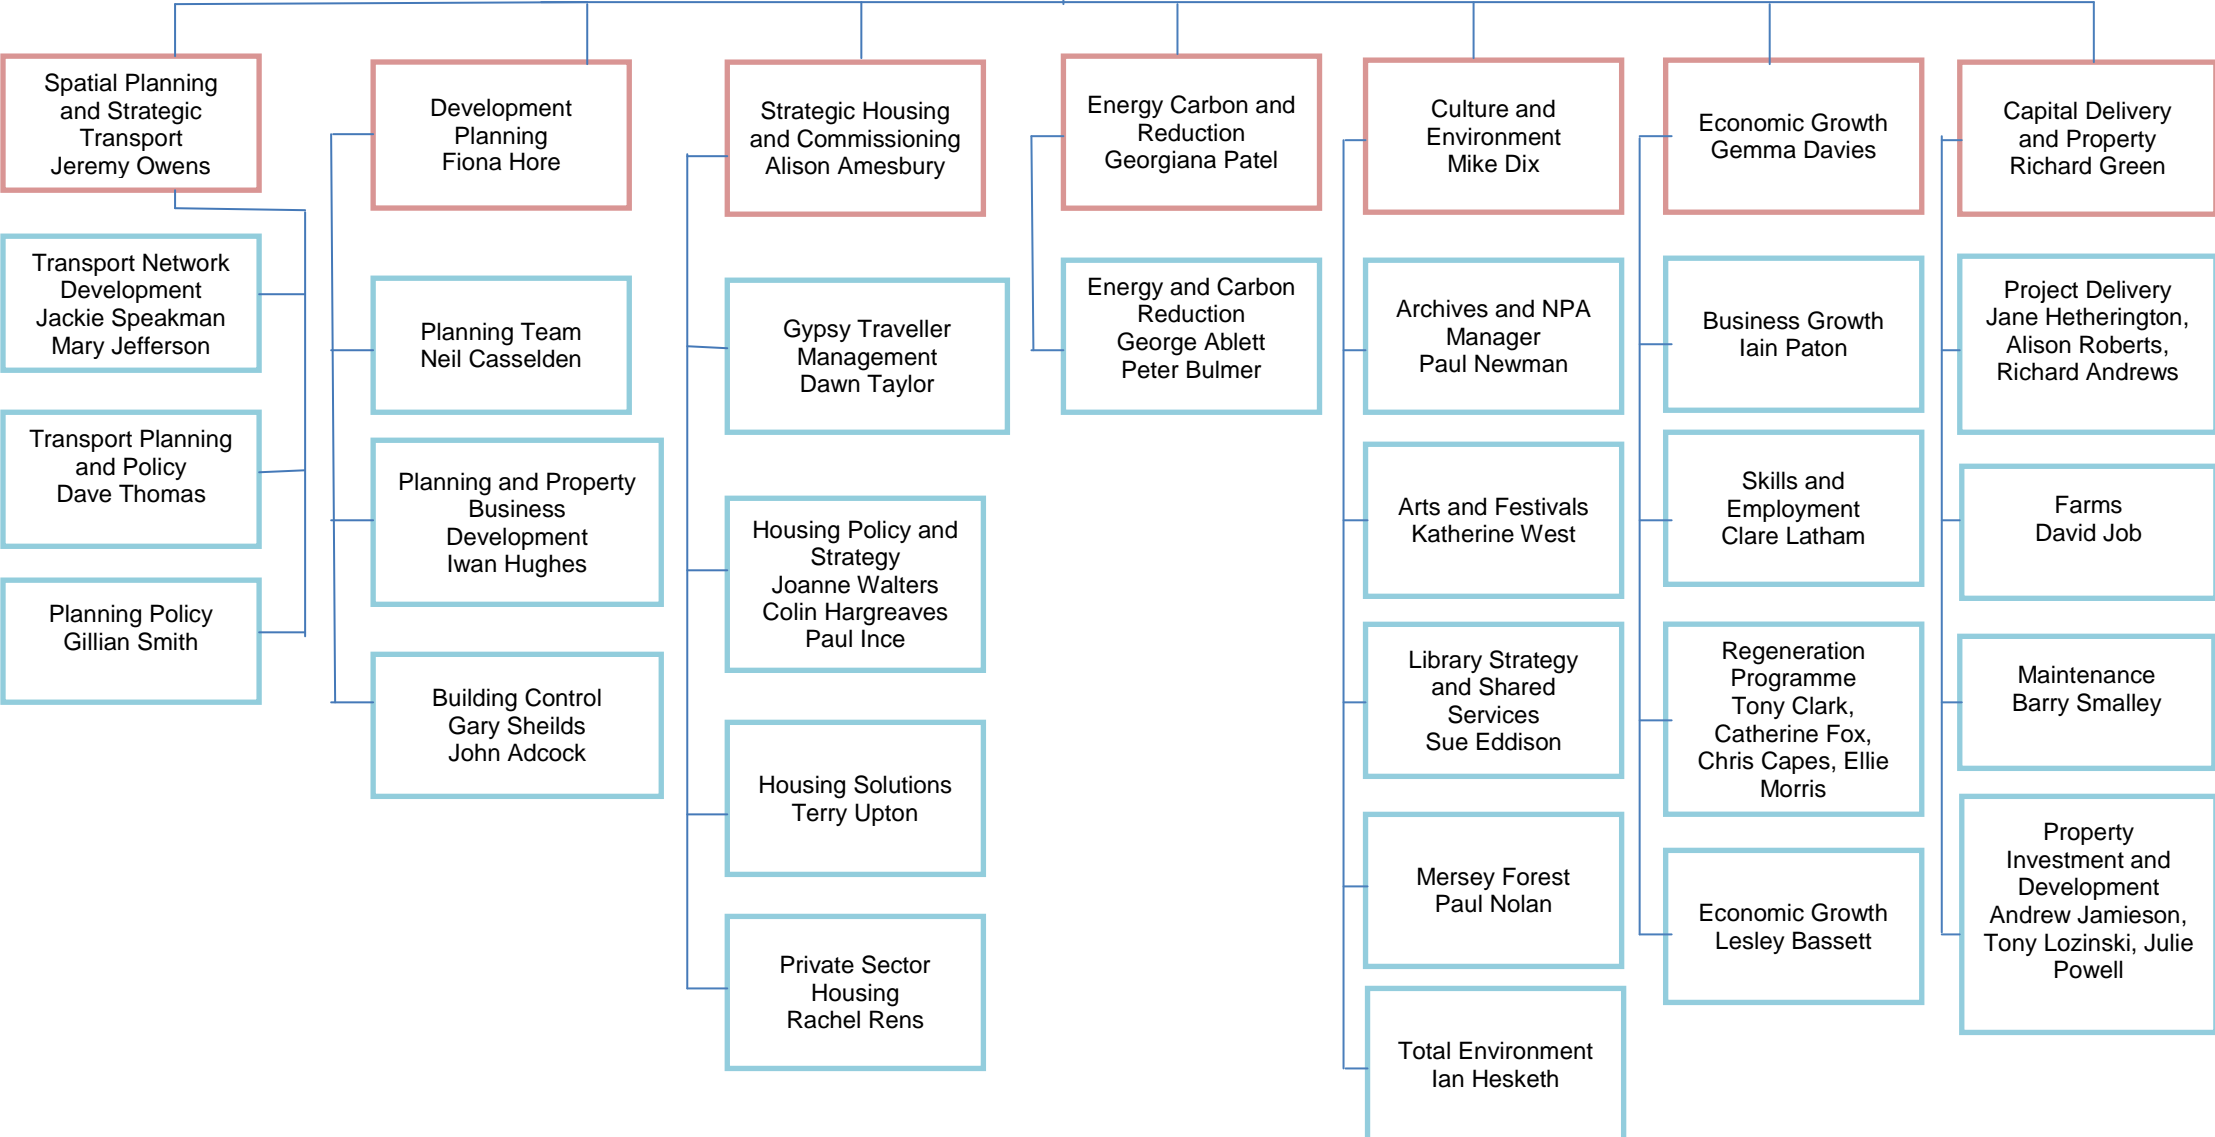 Spatial Planning
and Strategic
Transport
Jeremy Owens
Transport Network
Development
Jackie Speakman
Mary Jefferson
Transport Planning
and Policy
Dave Thomas
Planning Policy
Gillian Smith
Development
Planning
Fiona Hore
Planning Team
Neil Casselden
Planning and Property
Business
Development
Iwan Hughes
Building Control
Gary Sheilds
John Adcock
Strategic Housing
and Commissioning
Alison Amesbury
Gypsy Traveller
Management
Dawn Taylor
Housing Policy and
Strategy
Joanne Walters
Colin Hargreaves
Paul Ince
Housing Solutions
Terry Upton
Private Sector
Housing
Rachel Rens
Energy Carbon and
Reduction
Georgiana Patel
Energy and Carbon
Reduction
George Ablett
Peter Bulmer
Culture and
Environment
Mike Dix
Archives and NPA
Manager
Paul Newman
Arts and Festivals
Katherine West
Library Strategy
and Shared
Services
Sue Eddison
Mersey Forest
Paul Nolan
Total Environment
Ian Hesketh
Economic Growth
Gemma Davies
Business Growth
Iain Paton
Skills and
Employment
Clare Latham
Regeneration
Programme
Tony Clark,
Catherine Fox,
Chris Capes, Ellie
Morris
Economic Growth
Lesley Bassett
Capital Delivery
and Property
Richard Green
Project Delivery
Jane Hetherington,
Alison Roberts,
Richard Andrews
Farms
David Job
Maintenance
Barry Smalley
Property
Investment and
Development
Andrew Jamieson,
Tony Lozinski, Julie
Powell